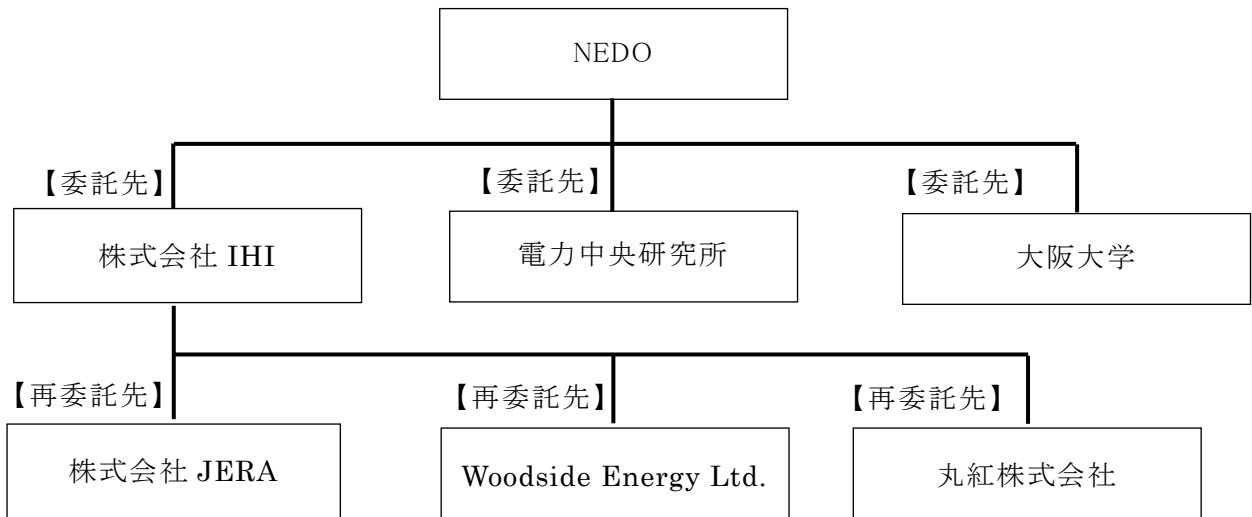 NEDO
【委託先】
【委託先】
【委託先】
株式会社 IHI
電力中央研究所
大阪大学
【再委託先】
【再委託先】
【再委託先】
株式会社 JERA
Woodside Energy Ltd.
丸紅株式会社